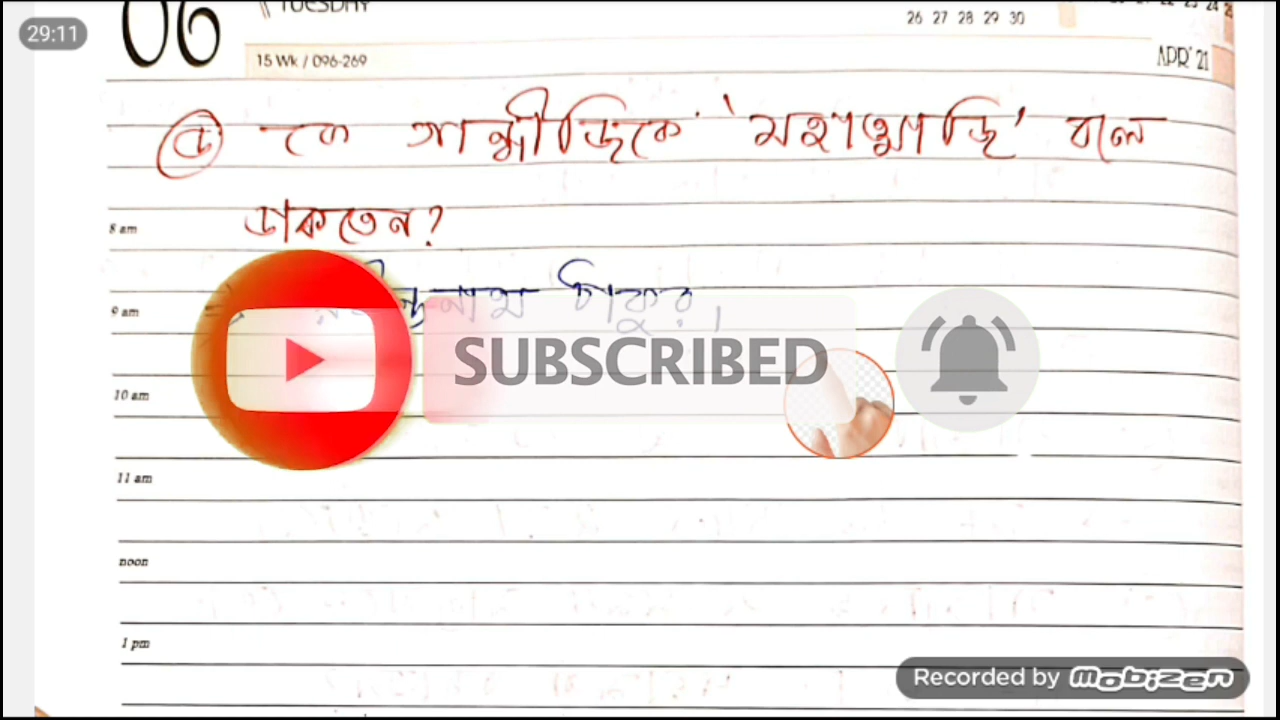 29:11
06 TUESDAY
26 27 28 29 30
15 Wk / 096-269
APR' 21
ড কে গান্ধীজিকে 'মহাত্মাজি' বলে
8 am ডাকতেন?
9 am ঠাকুর।
SUBSCRIBED
10 am
11 am
noon
1 pm
Recorded by Mobizen